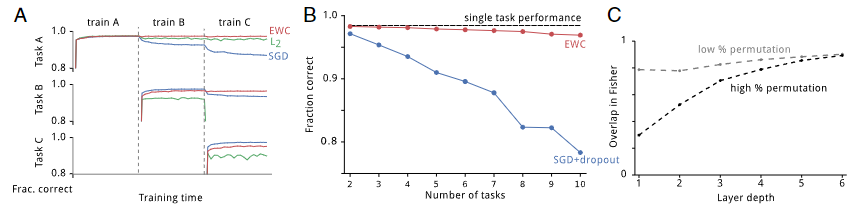 A
train A
train B
train C
Task A
1.0
0.8
EWC
L2
SGD
Task B
1.0
0.8
Task C
1.0
0.8
Frac. correct
Training time
B
Fraction correct
1.0
0.9
0.8
single task performance
EWC
SGD+dropout
2 3 4 5 6 7 8 9 10
Number of tasks
C
Overlap in Fisher
1
0
low % permutation
high % permutation
1 2 3 4 5 6
Layer depth